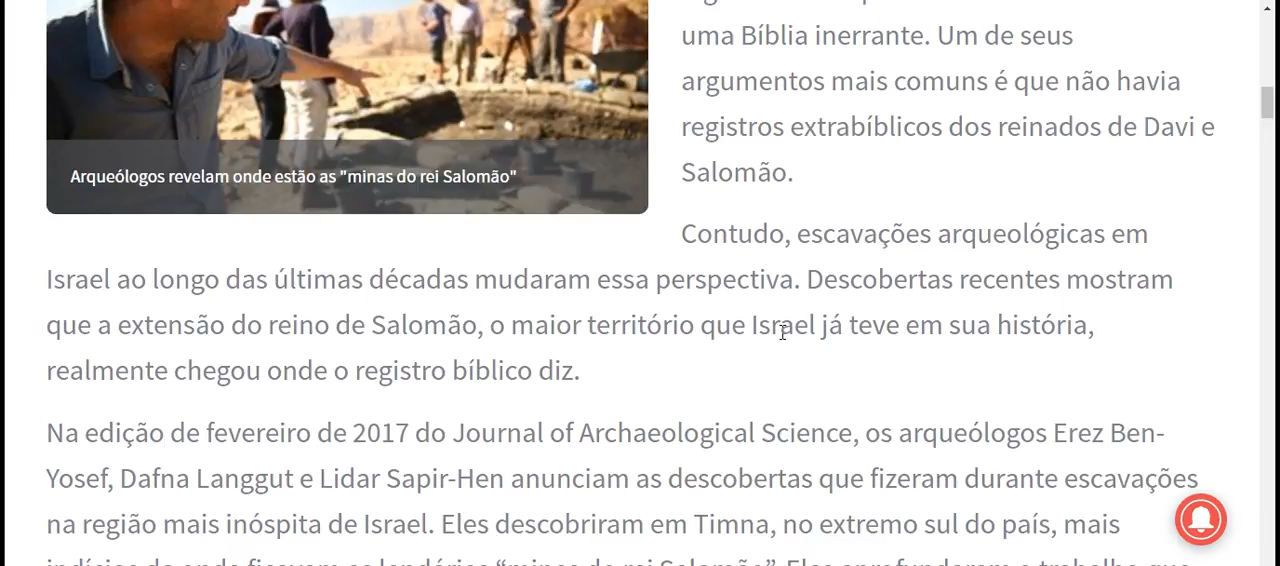 uma Bíblia inerrante. Um de seus
argumentos mais comuns é que não havia
registros extrabíblicos dos reinados de Davi e
Salomão.
Arqueólogos revelam onde estão as "minas do rei Salomão"
Contudo, escavações arqueológicas em
Israel ao longo das últimas décadas mudaram essa perspectiva. Descobertas recentes mostram
que a extensão do reino de Salomão, o maior território que Israel já teve em sua história,
realmente chegou onde o registro bíblico diz.
Na edição de fevereiro de 2017 do Journal of Archaeological Science, os arqueólogos Erez Ben-
Yosef, Dafna Langgut e Lidar Sapir-Hen anunciam as descobertas que fizeram durante escavações
na região mais inóspita de Israel. Eles descobriram em Timna, no extremo sul do país, mais